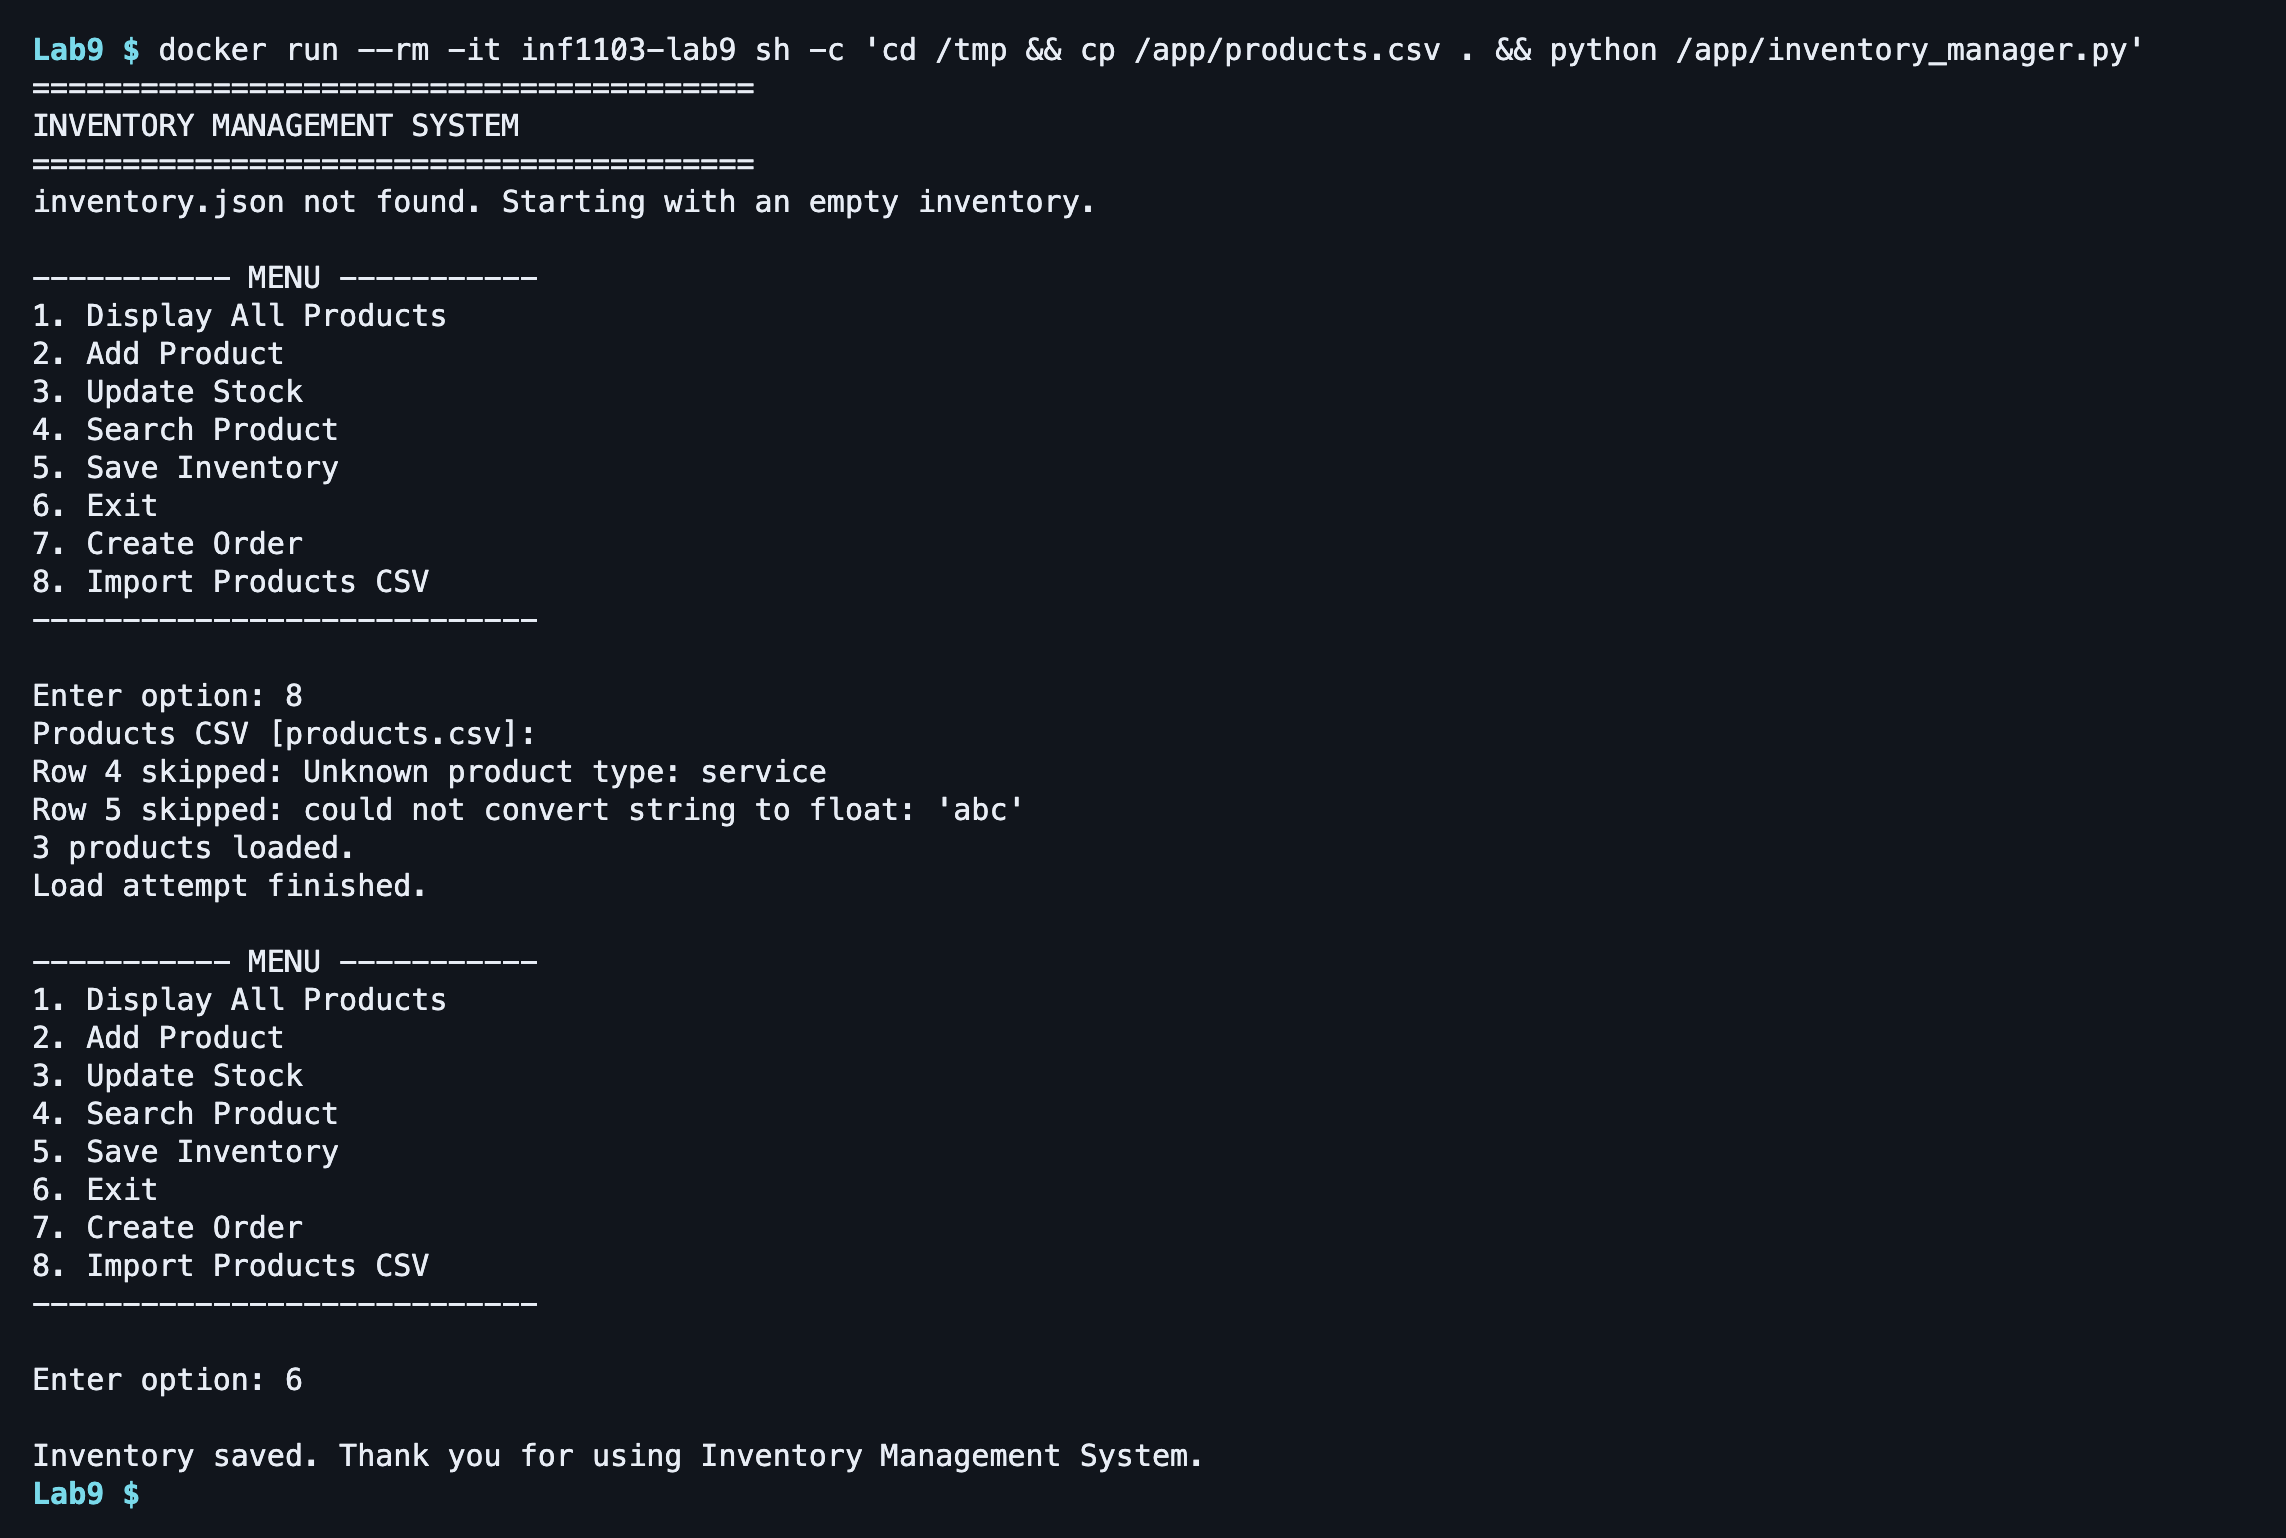 Lab9 $ docker run --rm -it inf1103-lab9 sh -c 'cd /tmp && cp /app/products.csv . && python /app/inventory_manager.py'
========================================
INVENTORY MANAGEMENT SYSTEM
========================================
inventory.json not found. Starting with an empty inventory.
----------- MENU -----------
1. Display All Products
2. Add Product
3. Update Stock
4. Search Product
5. Save Inventory
6. Exit
7. Create Order
8. Import Products CSV
----------------------------
Enter option: 8
Products CSV [products.csv]:
Row 4 skipped: Unknown product type: service
Row 5 skipped: could not convert string to float: 'abc'
3 products loaded.
Load attempt finished.
----------- MENU -----------
1. Display All Products
2. Add Product
3. Update Stock
4. Search Product
5. Save Inventory
6. Exit
7. Create Order
8. Import Products CSV
----------------------------
Enter option: 6
Inventory saved. Thank you for using Inventory Management System.
Lab9 $